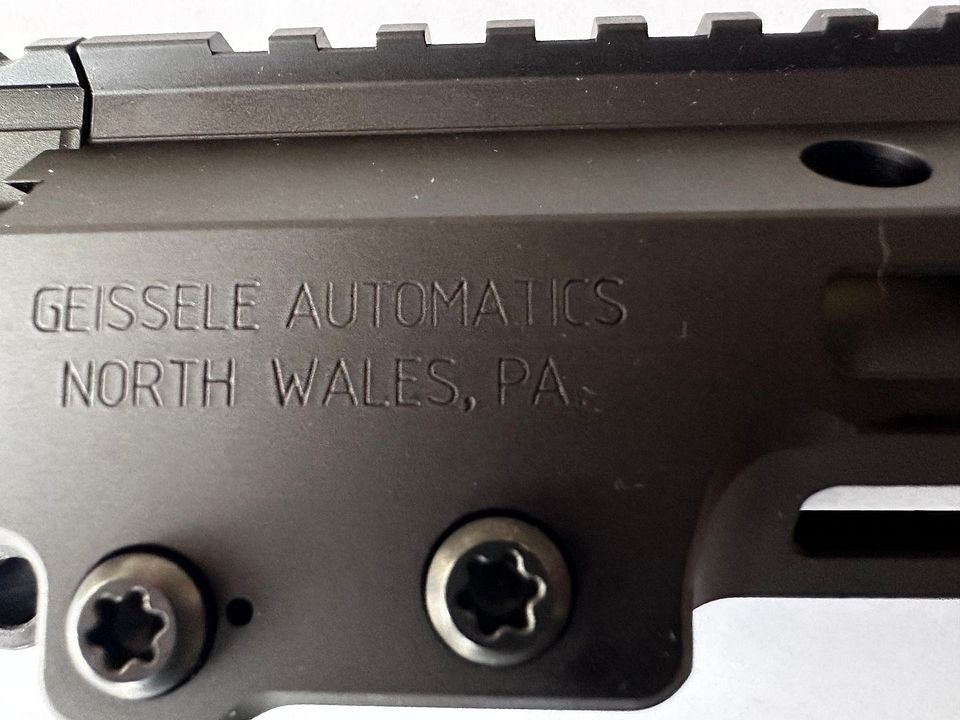 GEISSELE AUTOMATICS
NORTH WALES, PA.